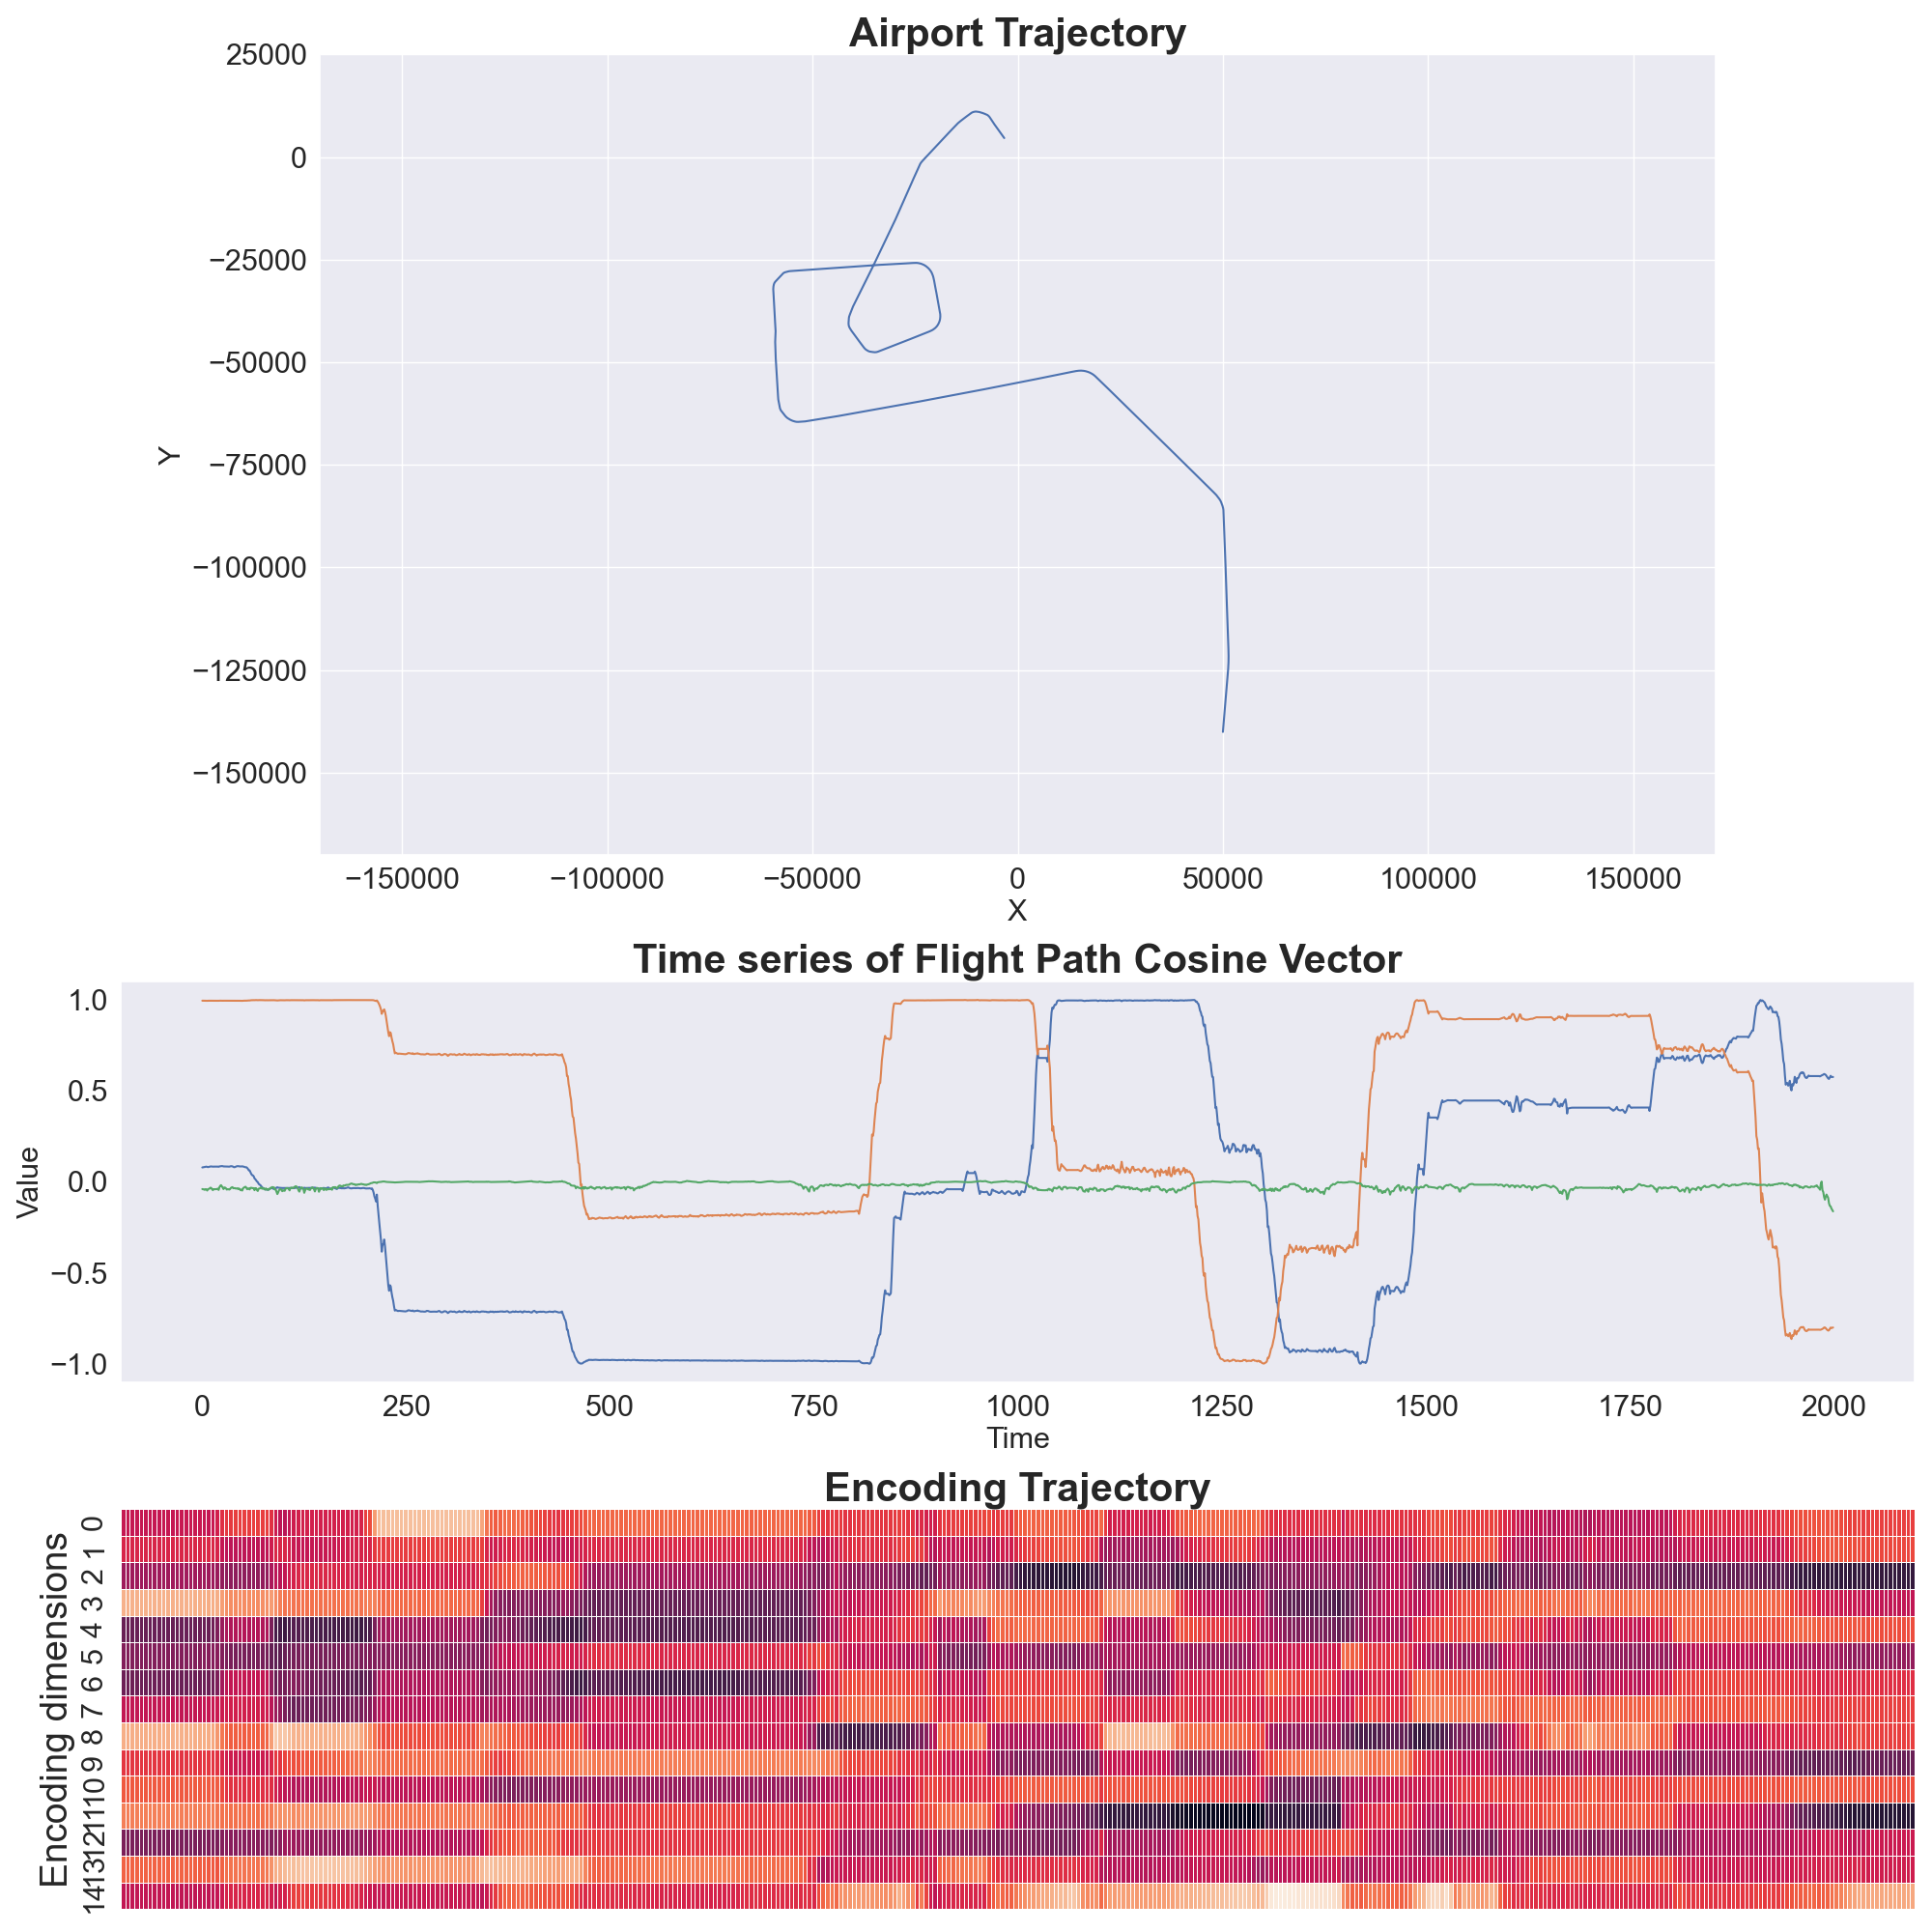 Airport Trajectory
25000
0
−25000
−50000
−75000
−100000
−125000
−150000
Y
−150000 −100000 −50000 0 50000 100000 150000
X
Time series of Flight Path Cosine Vector
1.0
0.5
0.0
−0.5
−1.0
Value
0 250 500 750 1000 1250 1500 1750 2000
Time
Encoding Trajectory
Encoding dimensions
0
1
2
3
4
5
6
7
8
9
10
11
12
13
14